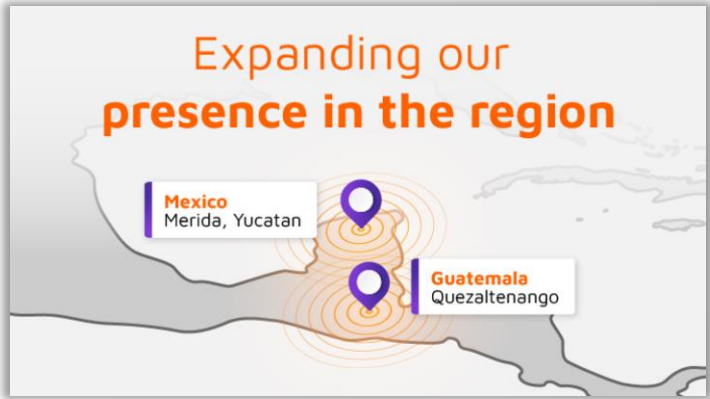 Expanding our
presence in the region
Mexico
Merida, Yucatan
Guatemala
Quezaltenango